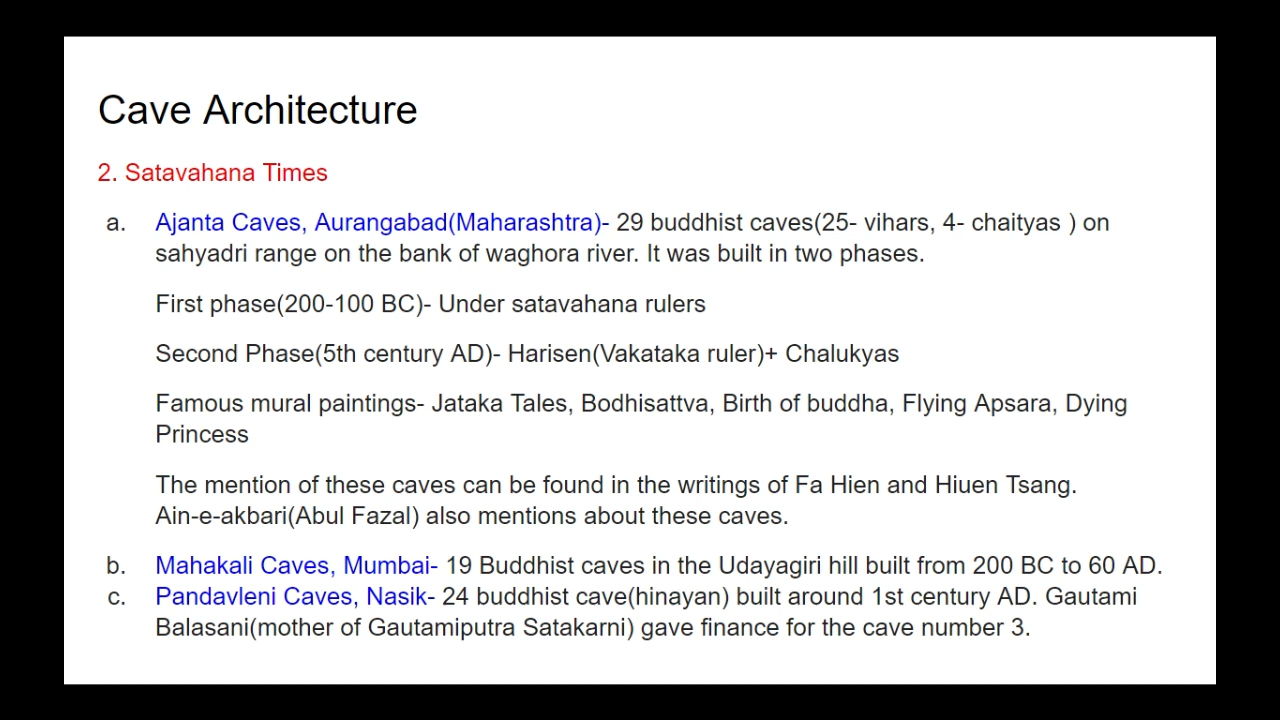 Cave Architecture
2. Satavahana Times
a. Ajanta Caves, Aurangabad(Maharashtra)- 29 buddhist caves(25- vihars, 4- chaityas ) on
sahyadri range on the bank of waghora river. It was built in two phases.
First phase(200-100 BC)- Under satavahana rulers
Second Phase(5th century AD)- Harisen(Vakataka ruler)+ Chalukyas
Famous mural paintings- Jataka Tales, Bodhisattva, Birth of buddha, Flying Apsara, Dying
Princess
The mention of these caves can be found in the writings of Fa Hien and Hiuen Tsang.
Ain-e-akbari(Abul Fazal) also mentions about these caves.
b. Mahakali Caves, Mumbai- 19 Buddhist caves in the Udayagiri hill built from 200 BC to 60 AD.
c. Pandavleni Caves, Nasik- 24 buddhist cave(hinayan) built around 1st century AD. Gautami
Balasani(mother of Gautamiputra Satakarni) gave finance for the cave number 3.